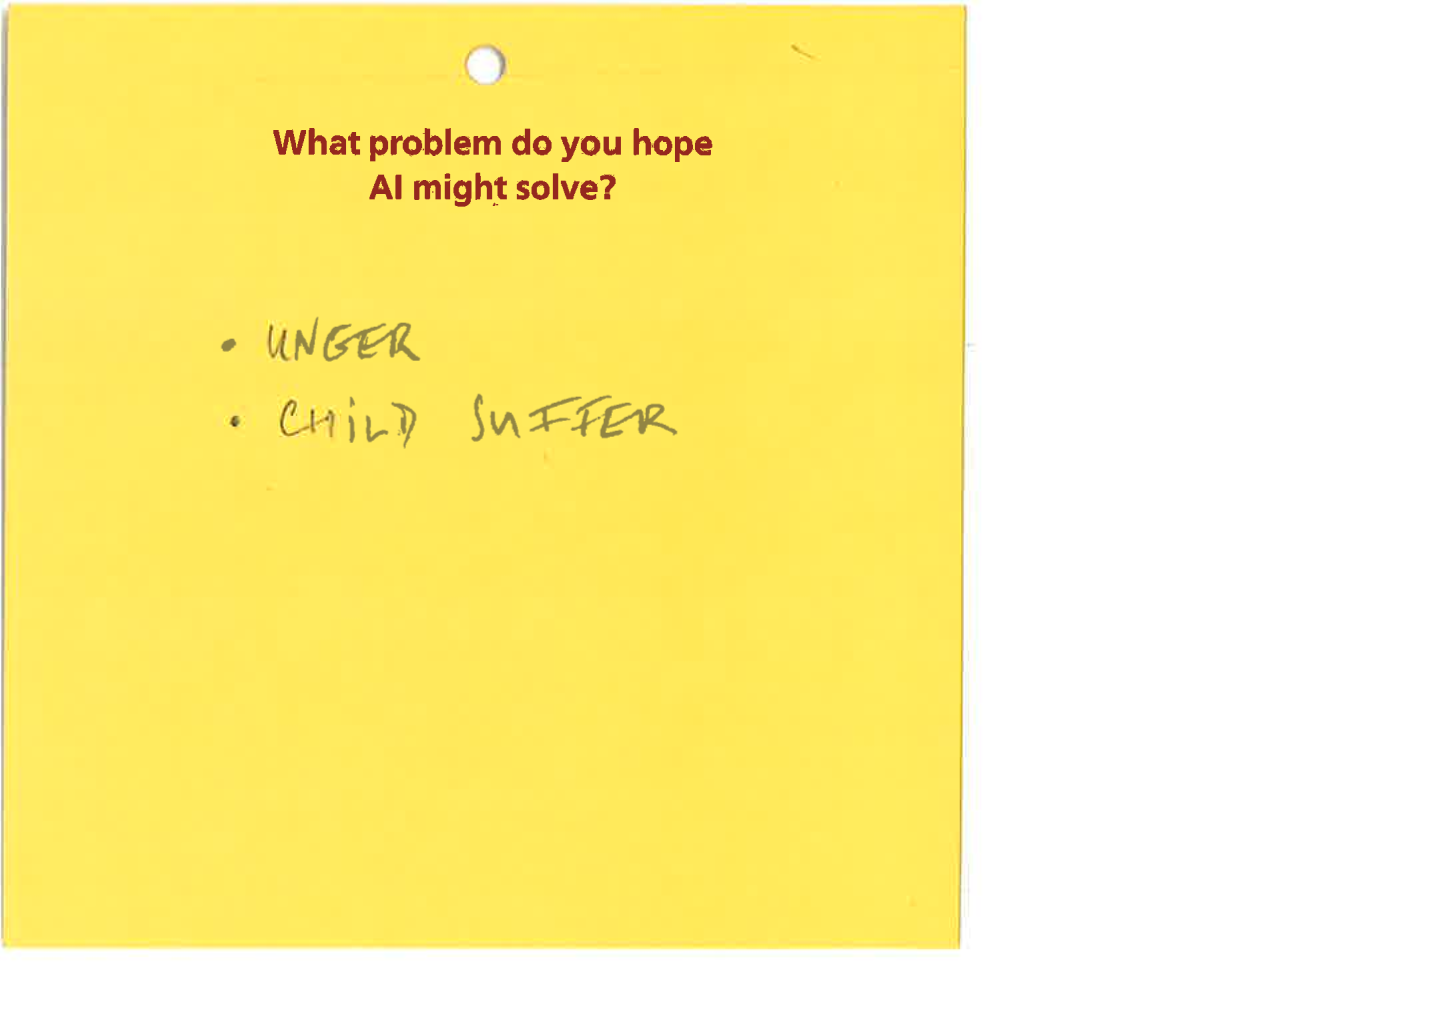 What problem do you hope
AI might solve?
• UNGER
• CHiLD SUFFER